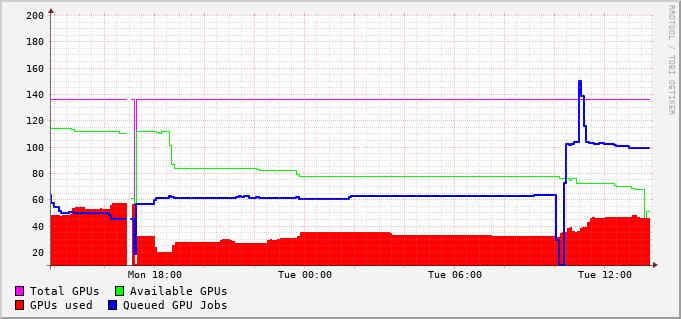 200
180
160
140
120
100
80
60
40
20
Mon 18:00 Tue 00:00 Tue 06:00 Tue 12:00
Total GPUs Available GPUs
GPUs used Queued GPU Jobs
RRDTOOL / TOBI OETIKER